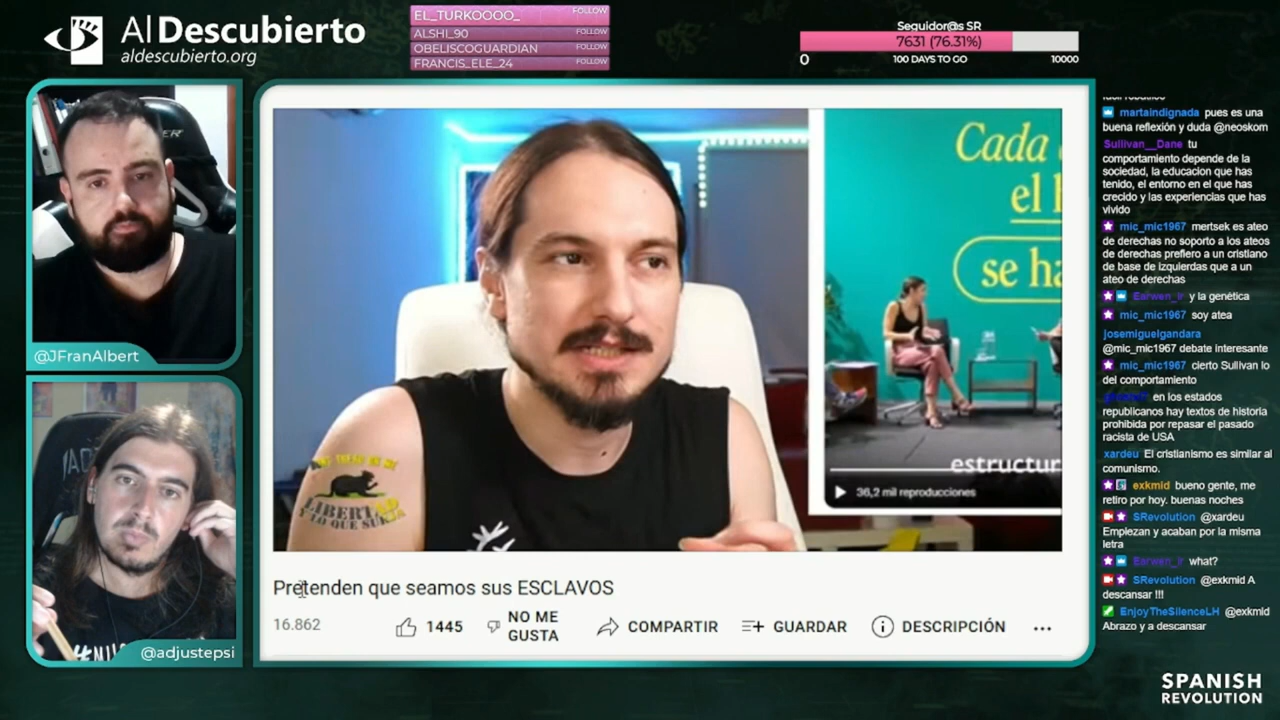 Al Descubierto
aldescubierto.org
EL_TURKOOOO_ FOLLOW
ALSHI_90 FOLLOW
OBELISCOGUARDIAN FOLLOW
FRANCIS_ELE_24 FOLLOW
Seguidor@s SR
7631 (76.31%)
0 100 DAYS TO GO 10000
@JFranAlbert
@adjustepsi
Cada
el h
se ha
estructur
36,2 mil reproducciones
LIBERTAD
Y LO QUE SURJA
Pretenden que seamos sus ESCLAVOS
16.862
1445
NO ME
GUSTA
COMPARTIR
GUARDAR
DESCRIPCIÓN
martaindignada pues es una
buena reflexión y duda @neoskom
Sullivan__Dane tu
comportamiento depende de la
sociedad, la educacion que has
tenido, el entorno en el que has
crecido y las experiencias que has
vivido
mic_mic1967 mertsek es ateo
de derechas no soporto a los ateos
de derechas prefiero a un cristiano
de base de izquierdas que a un
ateo de derechas
Earwen_ir y la genética
mic_mic1967 soy atea
josemiguelgandara
@mic_mic1967 debate interesante
mic_mic1967 cierto Sullivan lo
del comportamiento
en los estados
republicanos hay textos de historia
prohibida por repasar el pasado
racista de USA
xardeu El cristianismo es similar al
comunismo.
exkmid bueno gente, me
retiro por hoy. buenas noches
SRevolution @xardeu
Empiezan y acaban por la misma
letra
Earwen_ir what?
SRevolution @exkmid A
descansar !!!
EnjoyTheSilenceLH @exkmid
Abrazo y a descansar
SPANISH
REVOLUTION